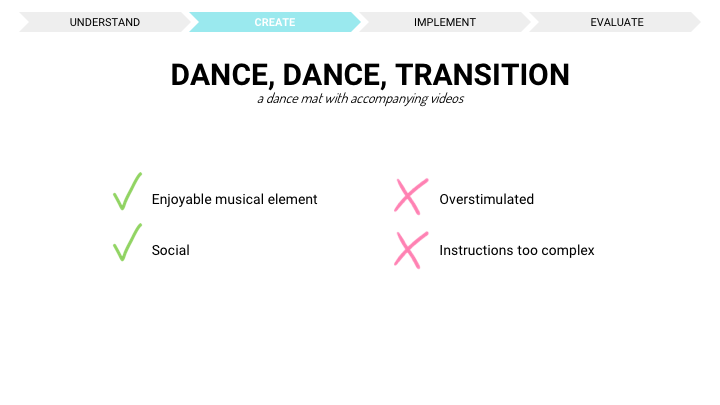 UNDERSTAND
CREATE
IMPLEMENT
EVALUATE
DANCE, DANCE, TRANSITION
a dance mat with accompanying videos
Enjoyable musical element
Overstimulated
Social
Instructions too complex